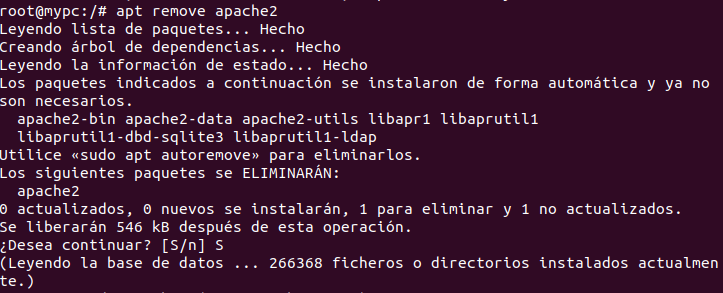 root@mypc:/# apt remove apache2
Leyendo lista de paquetes... Hecho
Creando árbol de dependencias... Hecho
Leyendo la información de estado... Hecho
Los paquetes indicados a continuación se instalaron de forma automática y ya no
son necesarios.
  apache2-bin apache2-data apache2-utils libapr1 libaprutil1
  libaprutil1-dbd-sqlite3 libaprutil1-ldap
Utilice «sudo apt autoremove» para eliminarlos.
Los siguientes paquetes se ELIMINARÁN:
  apache2
0 actualizados, 0 nuevos se instalarán, 1 para eliminar y 1 no actualizados.
Se liberarán 546 kB después de esta operación.
¿Desea continuar? [S/n] S
(Leyendo la base de datos ... 266368 ficheros o directorios instalados actualmen
te.)